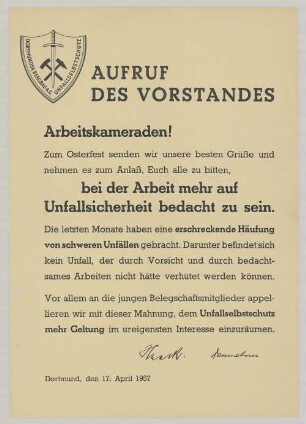 AUFRUF
DES VORSTANDES
Arbeitskameraden!
Zum Osterfest senden wir unsere besten Grüße und
nehmen es zum Anlaß, Euch alle zu bitten,
bei der Arbeit mehr auf
Unfallsicherheit bedacht zu sein.
Die letzten Monate haben eine erschreckende Häufung
von schweren Unfällen gebracht. Darunter befindet sich
kein Unfall, der durch Vorsicht und durch bedacht-
sames Arbeiten nicht hätte verhütet werden können.
Vor allem an die jungen Belegschaftsmitglieder appel-
lieren wir mit dieser Mahnung, dem Unfallselbstschutz
mehr Geltung im ureigensten Interesse einzuräumen.
Dortmund, den 17. April 1957